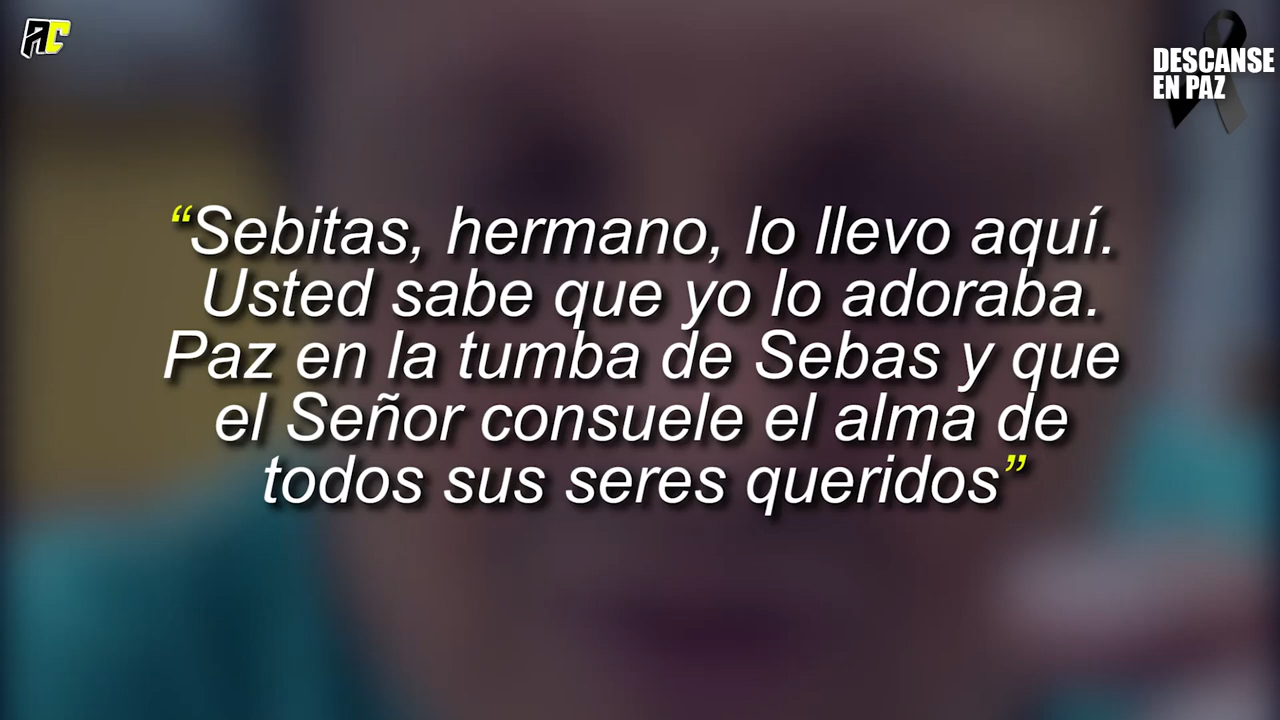 AC
DESCANSE
EN PAZ
“Sebitas, hermano, lo llevo aquí.
Usted sabe que yo lo adoraba.
Paz en la tumba de Sebas y que
el Señor consuele el alma de
todos sus seres queridos”